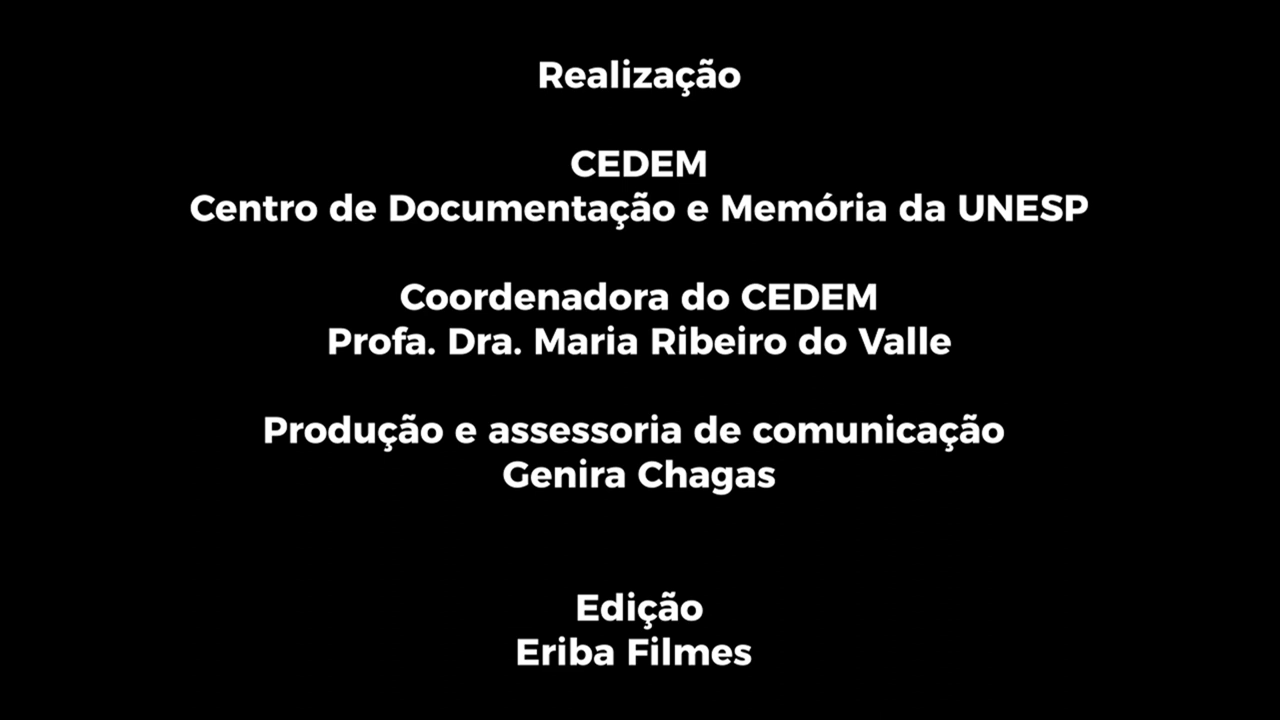 Realização
CEDEM
Centro de Documentação e Memória da UNESP
Coordenadora do CEDEM
Profa. Dra. Maria Ribeiro do Valle
Produção e assessoria de comunicação
Genira Chagas
Edição
Eriba Filmes